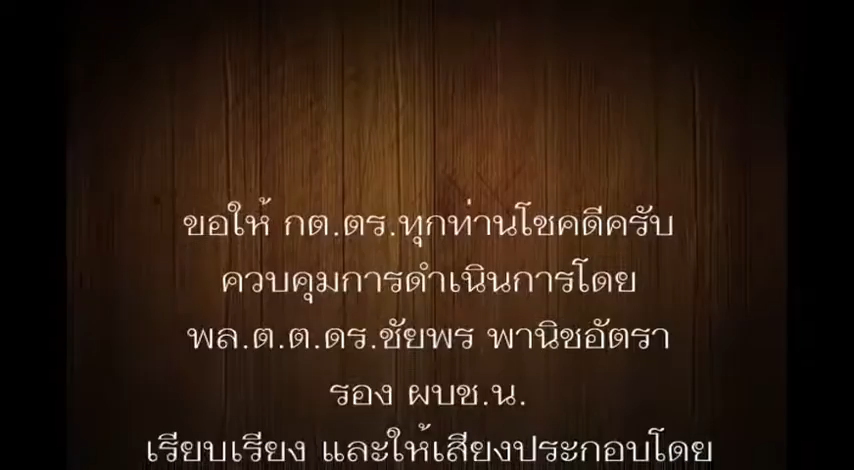 ขอให้ กต.ตร.ทุกท่านโชคดีครับ
ควบคุมการดำเนินการโดย
พล.ต.ต.ดร.ชัยพร พานิชอัตรา
รอง ผบช.น.
เรียบเรียง และให้เสียงประกอบโดย